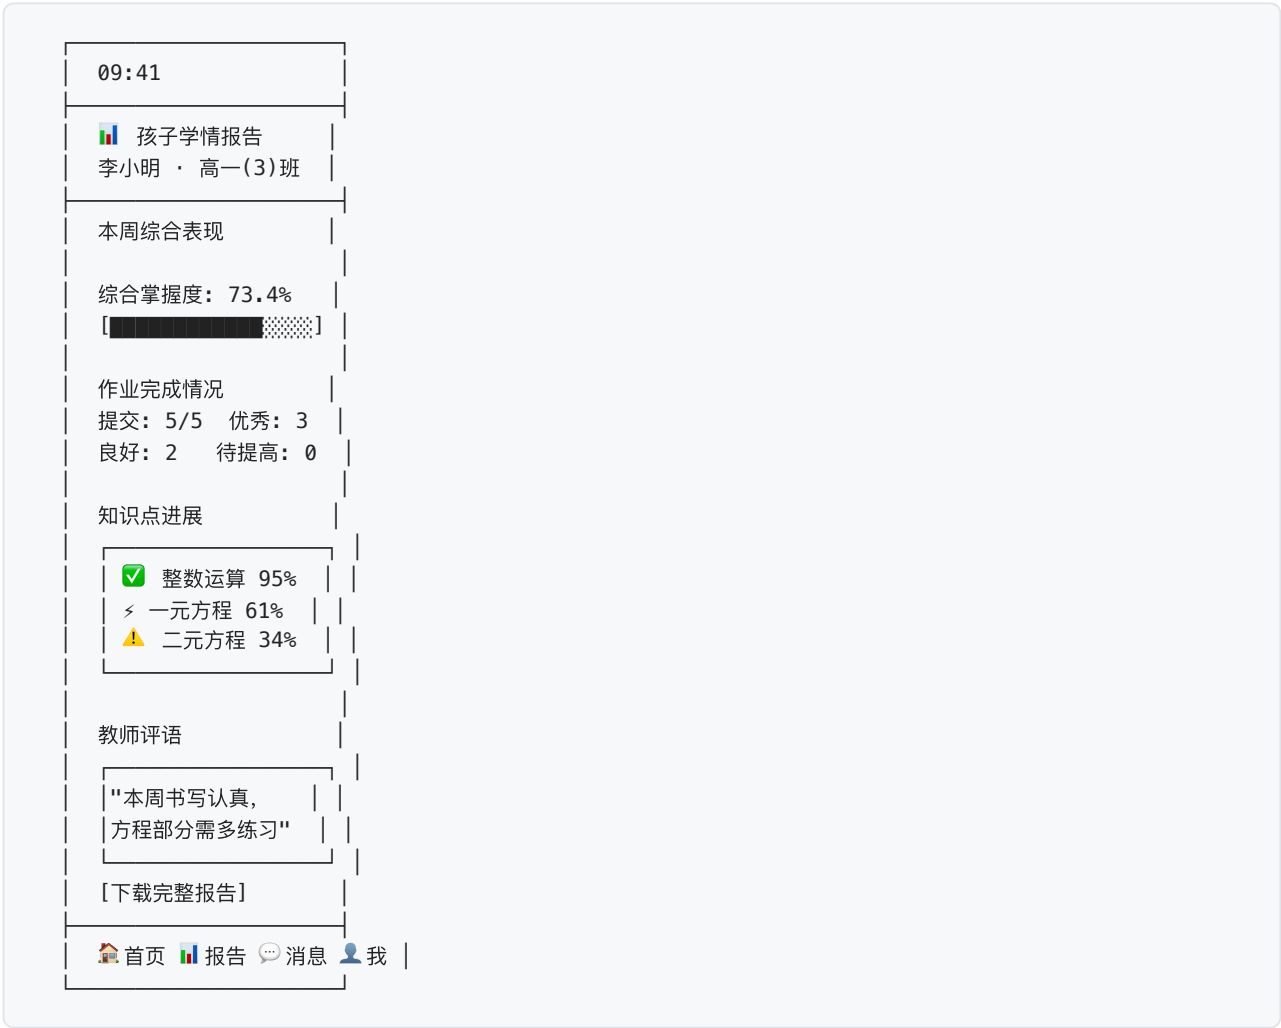 09:41
📊 孩子学情报告
李小明 · 高一(3)班
本周综合表现
综合掌握度: 73.4%
[████████████░░░░]
作业完成情况
提交: 5/5 优秀: 3
良好: 2 待提高: 0
知识点进展
✅ 整数运算 95%
⚡ 一元方程 61%
⚠️ 二元方程 34%
教师评语
"本周书写认真,
方程部分需多练习"
[下载完整报告]
🏠首页 📊报告 💬消息 👤我